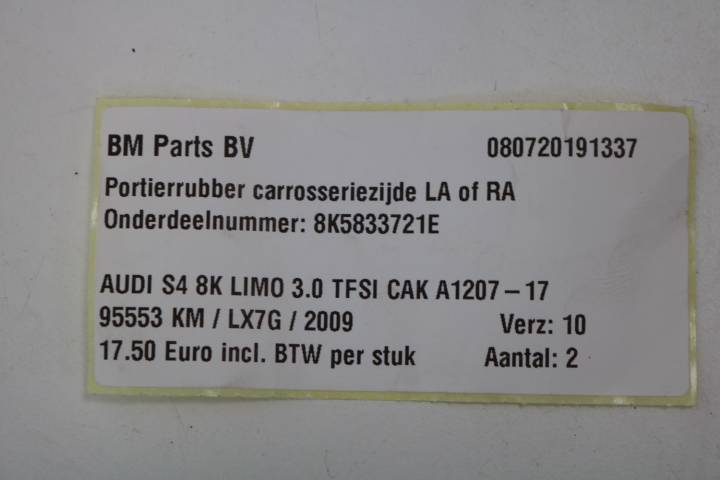 BM Parts BV 080720191337
Portierrubber carrosseriezijde LA of RA
Onderdeelnummer: 8K5833721E
AUDI S4 8K LIMO 3.0 TFSI CAK A1207 – 17
95553 KM / LX7G / 2009 Verz: 10
17.50 Euro incl. BTW per stuk Aantal: 2